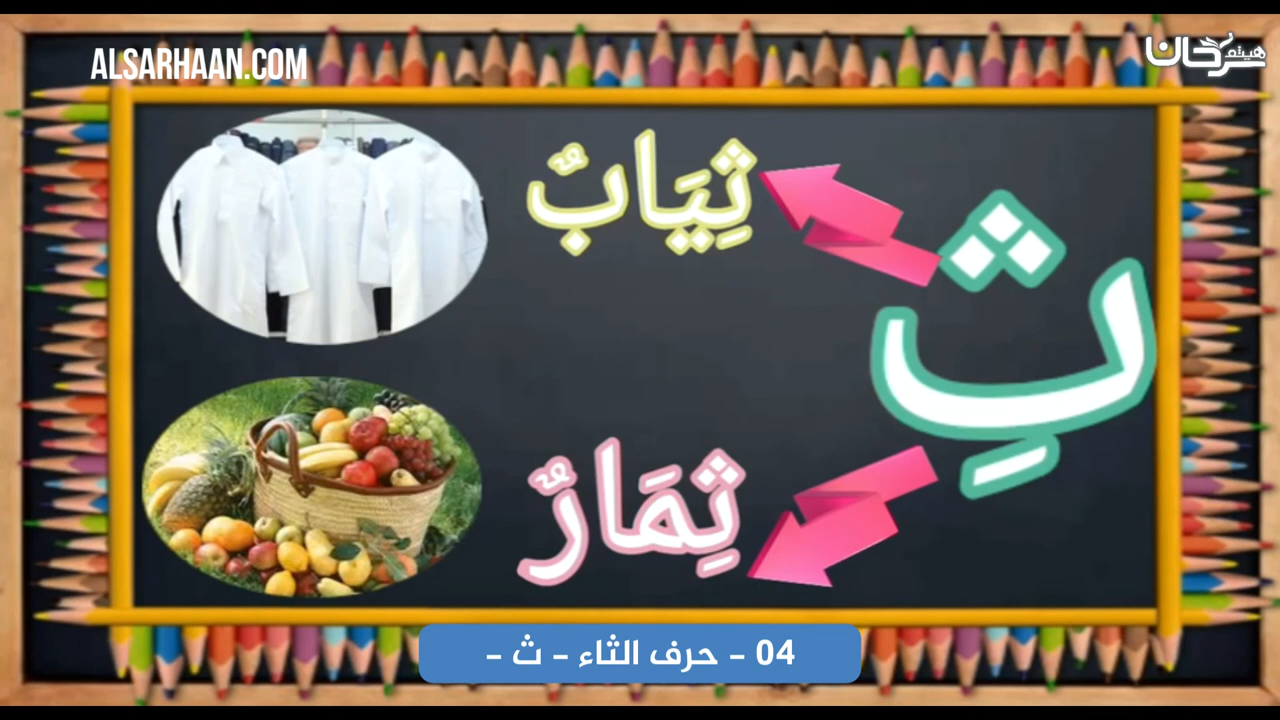 ALSARHAAN.COM
هيثم سرحان
ثِ
ثِيَابٌ
ثِمَارٌ
04 - حرف الثاء - ث -